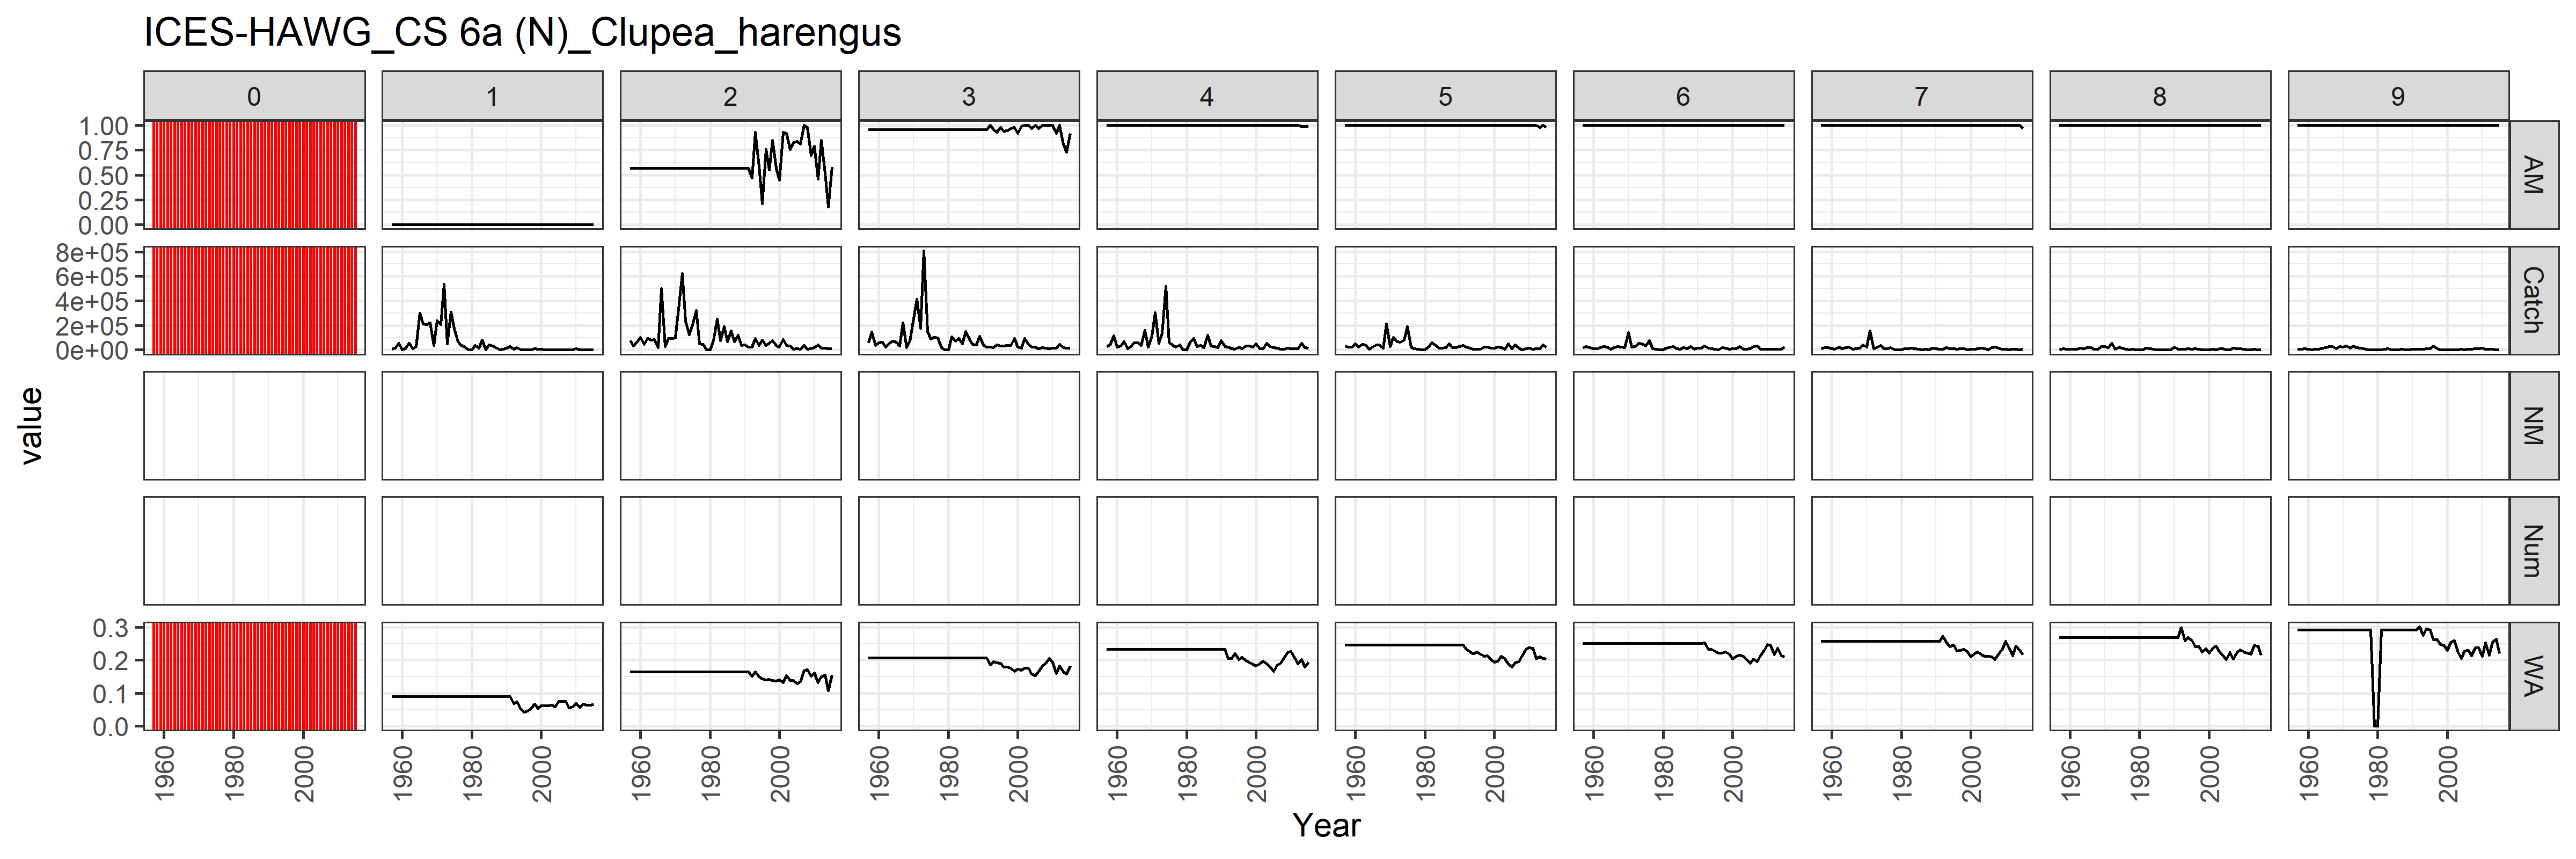 ICES-HAWG_CS 6a (N)_Clupea_harengus
0 1 2 3 4 5 6 7 8 9
1.00
0.75
0.50
0.25
0.00
AM
8e+05
6e+05
4e+05
2e+05
0e+00
Catch
value
NM
Num
0.3
0.2
0.1
0.0
WA
1960 1980 2000 1960 1980 2000 1960 1980 2000 1960 1980 2000 1960 1980 2000 1960 1980 2000 1960 1980 2000 1960 1980 2000 1960 1980 2000 1960 1980 2000
Year